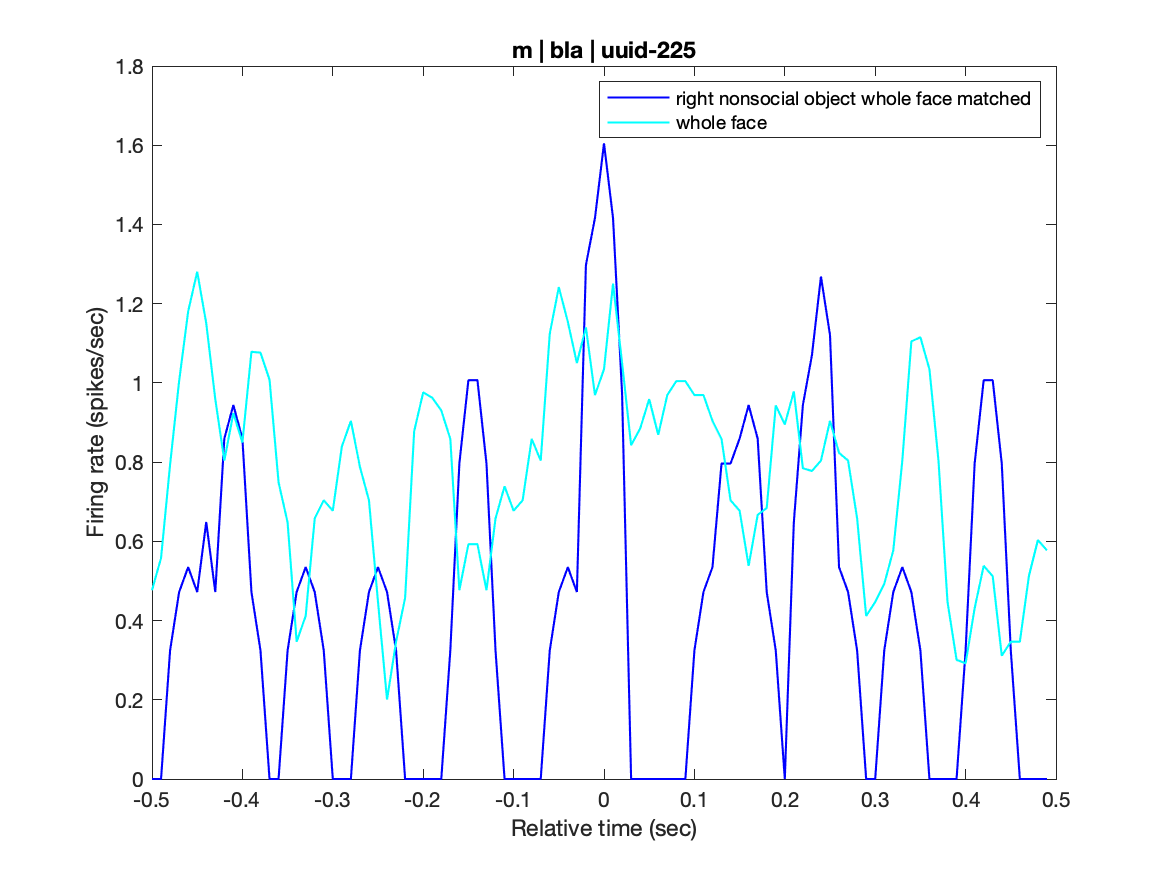 m | bla | uuid-225
right nonsocial object whole face matched
whole face
Firing rate (spikes/sec)
1.8
1.6
1.4
1.2
1
0.8
0.6
0.4
0.2
0
-0.5 -0.4 -0.3 -0.2 -0.1 0 0.1 0.2 0.3 0.4 0.5
Relative time (sec)